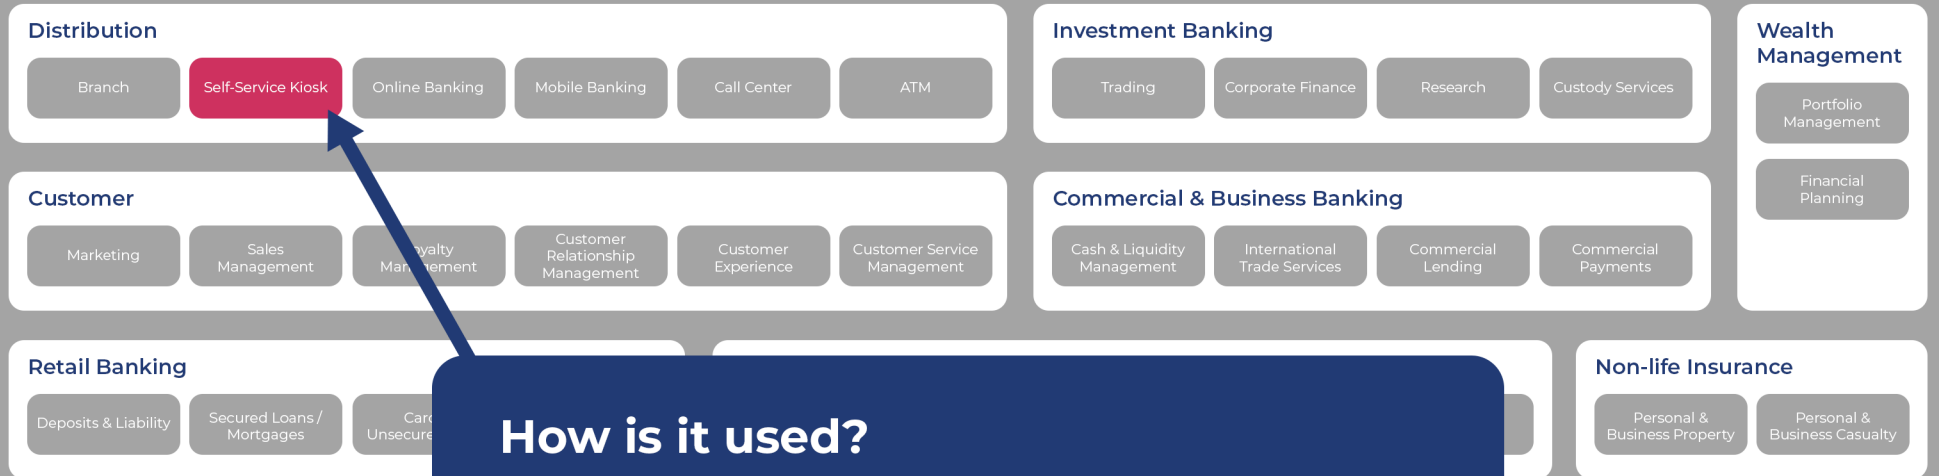 Distribution
Branch
Self-Service Kiosk
Online Banking
Mobile Banking
Call Center
ATM
Investment Banking
Trading
Corporate Finance
Research
Custody Services
Wealth
Management
Portfolio
Management
Financial
Planning
Customer
Marketing
Sales
Management
Customer
Relationship
Management
Customer
Experience
Customer Service
Management
Commercial & Business Banking
Cash & Liquidity
Management
International
Trade Services
Commercial
Lending
Commercial
Payments
Retail Banking
Deposits & Liability
Secured Loans /
Mortgages
Non-life Insurance
Personal &
Business Property
Personal &
Business Casualty
How is it used?